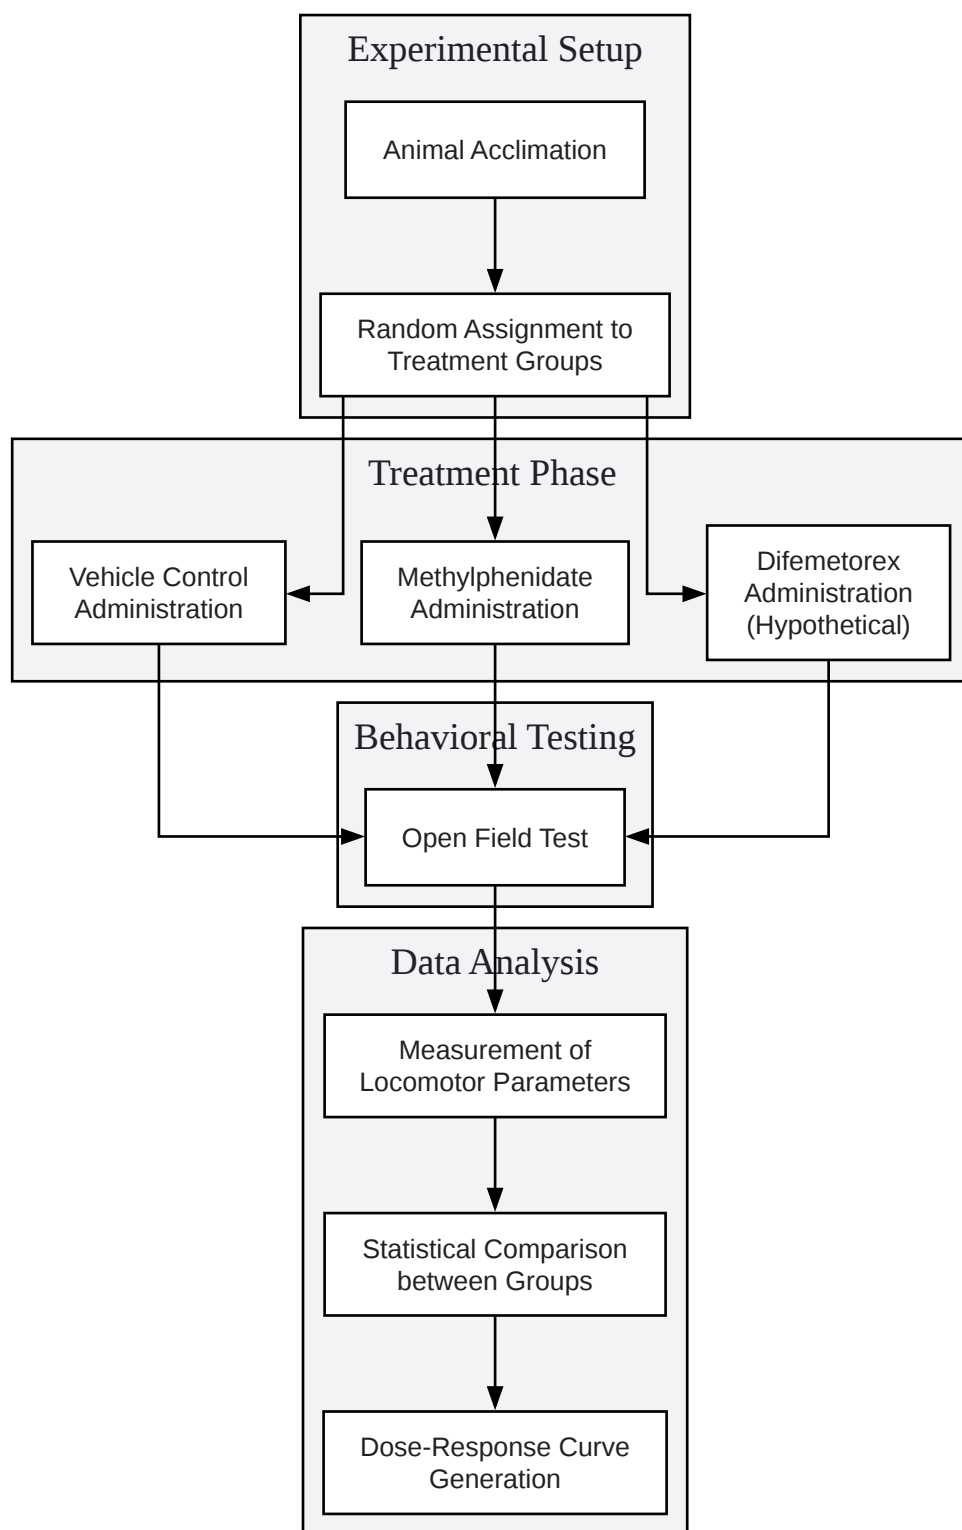 Experimental Setup
Animal Acclimation
Random Assignment to
Treatment Groups
Treatment Phase
Vehicle Control
Administration
Methylphenidate
Administration
Difemetorex
Administration
(Hypothetical)
Behavioral Testing
Open Field Test
Data Analysis
Measurement of
Locomotor Parameters
Statistical Comparison
between Groups
Dose-Response Curve
Generation